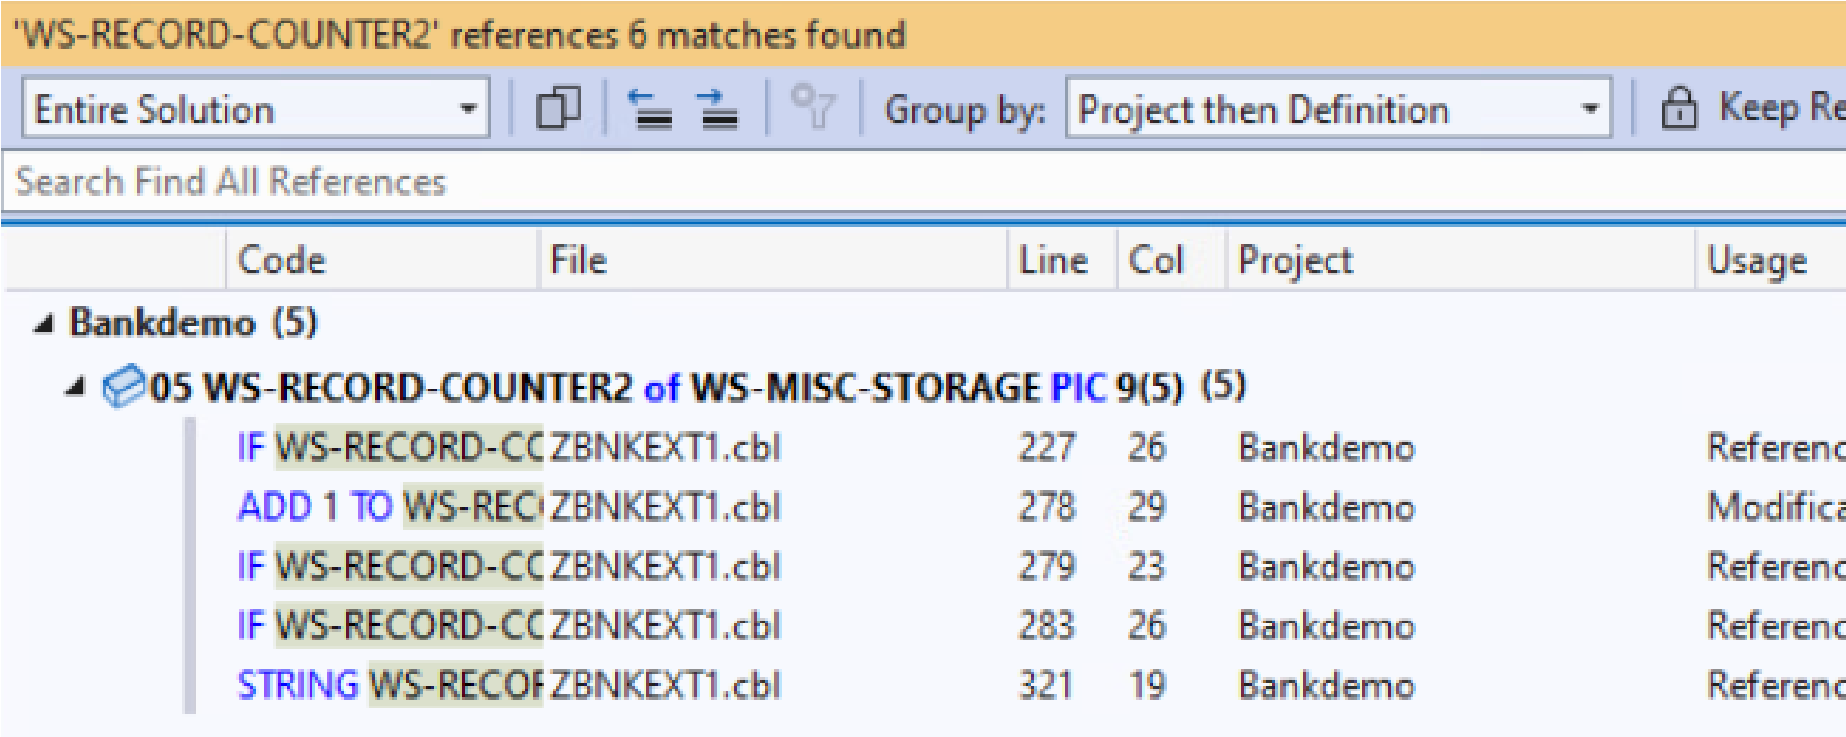 'WS-RECORD-COUNTER2' references 6 matches found
Entire Solution Group by: Project then Definition Keep Re
Search Find All References
Code File Line Col Project Usage
Bankdemo (5)
05 WS-RECORD-COUNTER2 of WS-MISC-STORAGE PIC 9(5) (5)
IF WS-RECORD-CO ZBNKEXT1.cbl 227 26 Bankdemo Referenc
ADD 1 TO WS-REC ZBNKEXT1.cbl 278 29 Bankdemo Modifica
IF WS-RECORD-CO ZBNKEXT1.cbl 279 23 Bankdemo Referenc
IF WS-RECORD-CO ZBNKEXT1.cbl 283 26 Bankdemo Referenc
STRING WS-RECOR ZBNKEXT1.cbl 321 19 Bankdemo Referenc